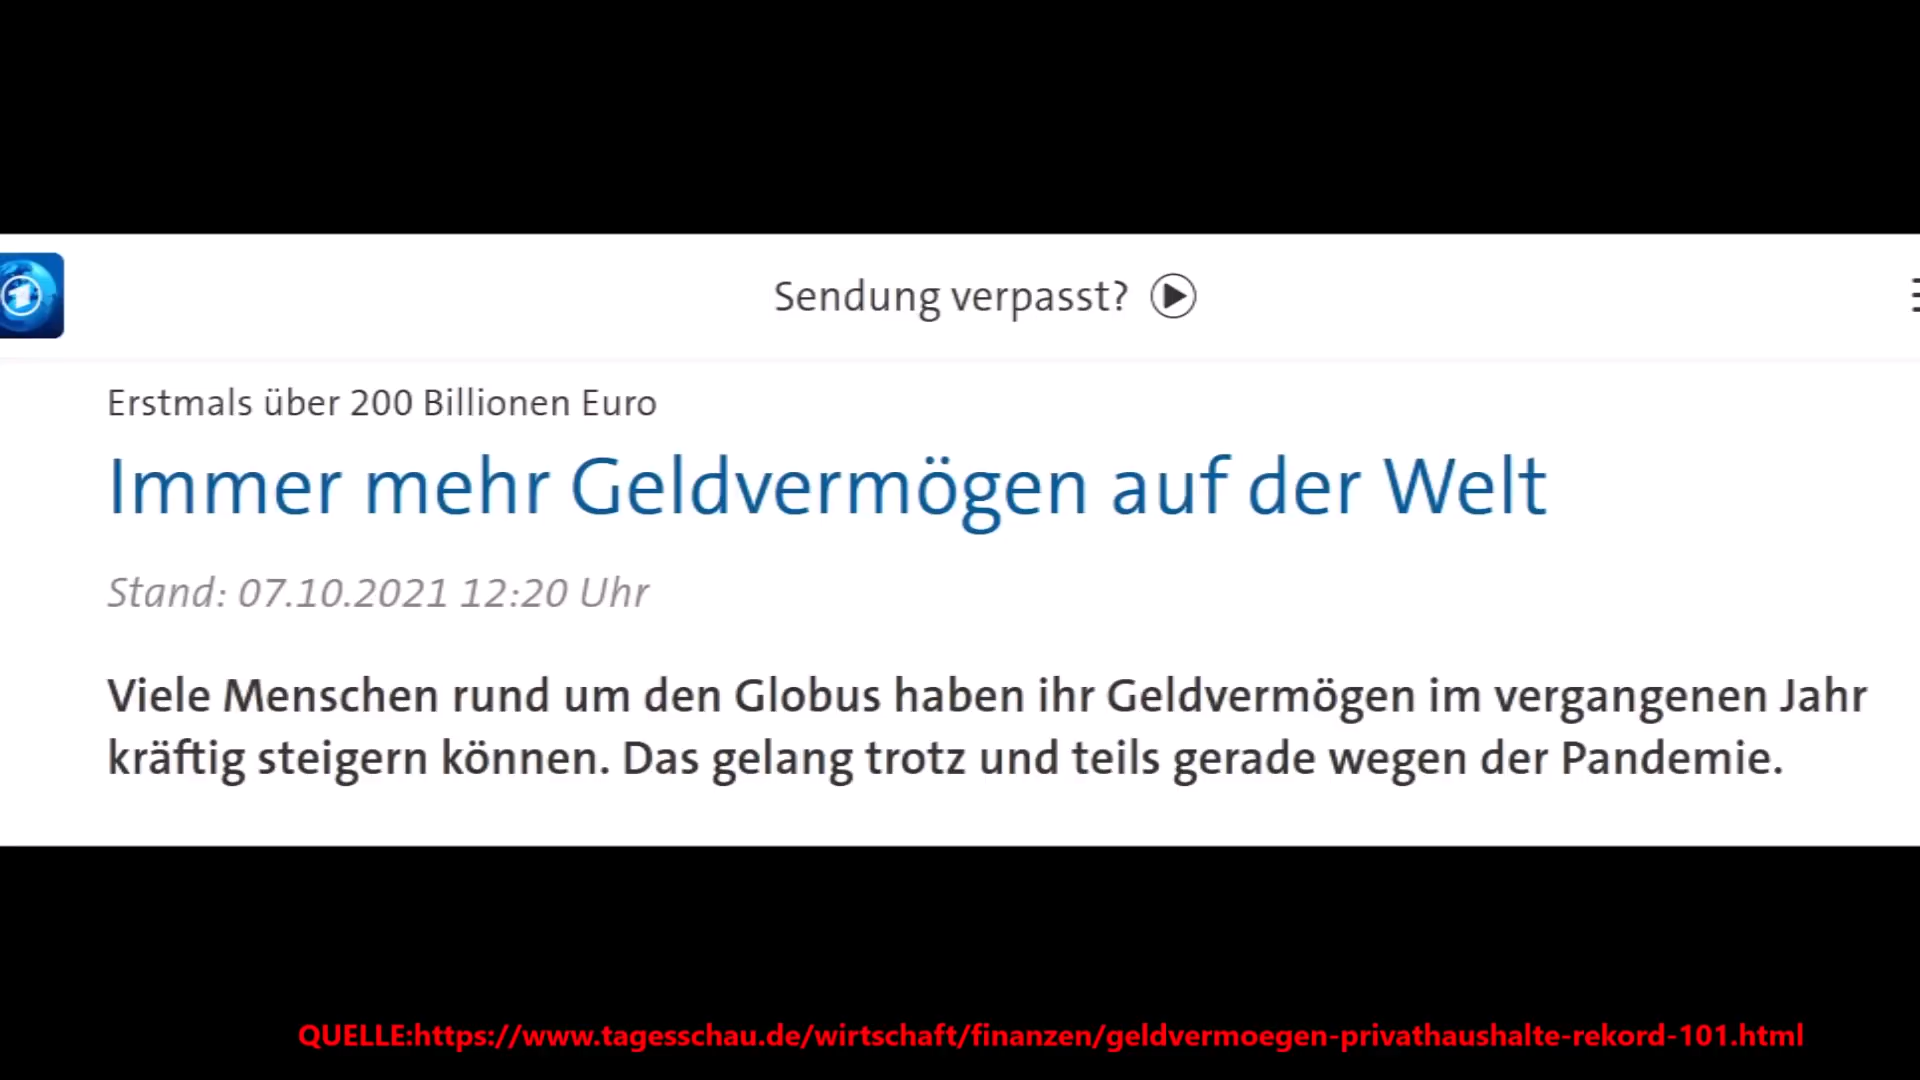 Sendung verpasst?
Erstmals über 200 Billionen Euro
Immer mehr Geldvermögen auf der Welt
Stand: 07.10.2021 12:20 Uhr
Viele Menschen rund um den Globus haben ihr Geldvermögen im vergangenen Jahr
kräftig steigern können. Das gelang trotz und teils gerade wegen der Pandemie.
QUELLE:https://www.tagesschau.de/wirtschaft/finanzen/geldvermoegen-privathaushalte-rekord-101.html